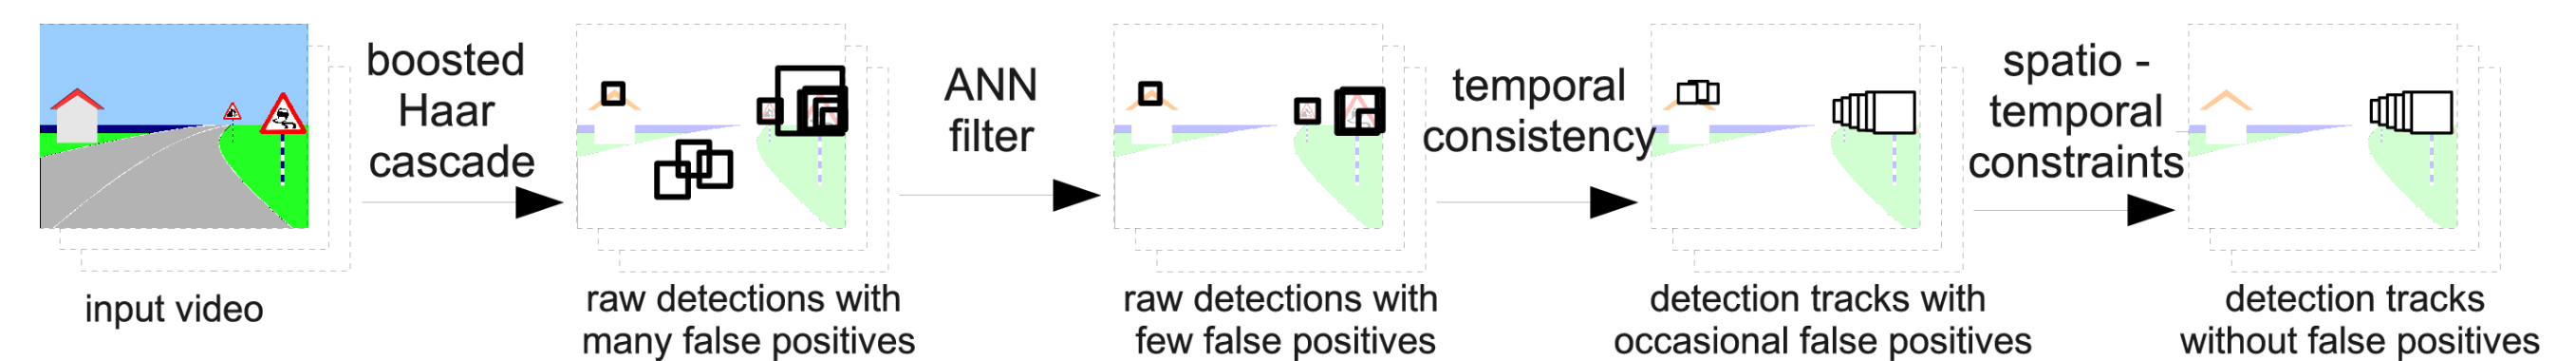 boosted
Haar
cascade
ANN
filter
temporal
consistency
spatio -
temporal
constraints
input video
raw detections with
many false positives
raw detections with
few false positives
detection tracks with
occasional false positives
detection tracks
without false positives